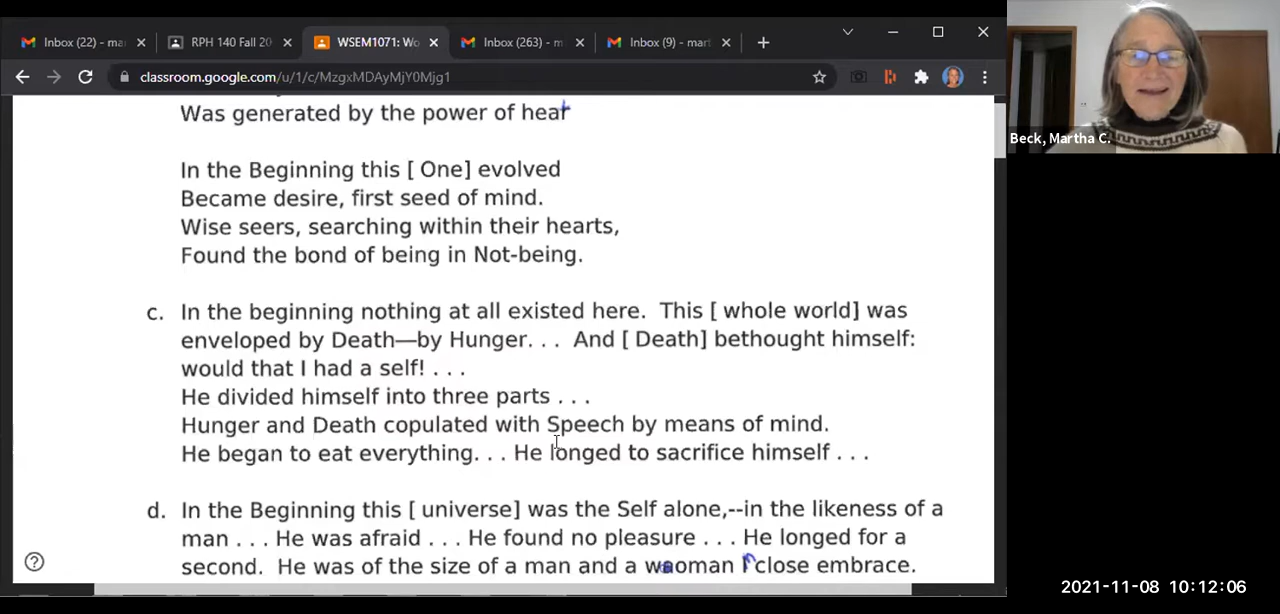 Inbox (22) - ma
RPH 140 Fall 20
WSEM1071: Wo
Inbox (263) - m
Inbox (9) - mart
classroom.google.com/u/1/c/MzgxMDAyMjY0Mjg1
Was generated by the power of heat
In the Beginning this [ One] evolved
Became desire, first seed of mind.
Wise seers, searching within their hearts,
Found the bond of being in Not-being.
c. In the beginning nothing at all existed here. This [ whole world] was
enveloped by Death—by Hunger. . . And [ Death] bethought himself:
would that I had a self! . . .
He divided himself into three parts . . .
Hunger and Death copulated with Speech by means of mind.
He began to eat everything. . . He longed to sacrifice himself . . .
d. In the Beginning this [ universe] was the Self alone,--in the likeness of a
man . . . He was afraid . . . He found no pleasure . . . He longed for a
second. He was of the size of a man and a woman close embrace.
Beck, Martha C.
2021-11-08 10:12:06